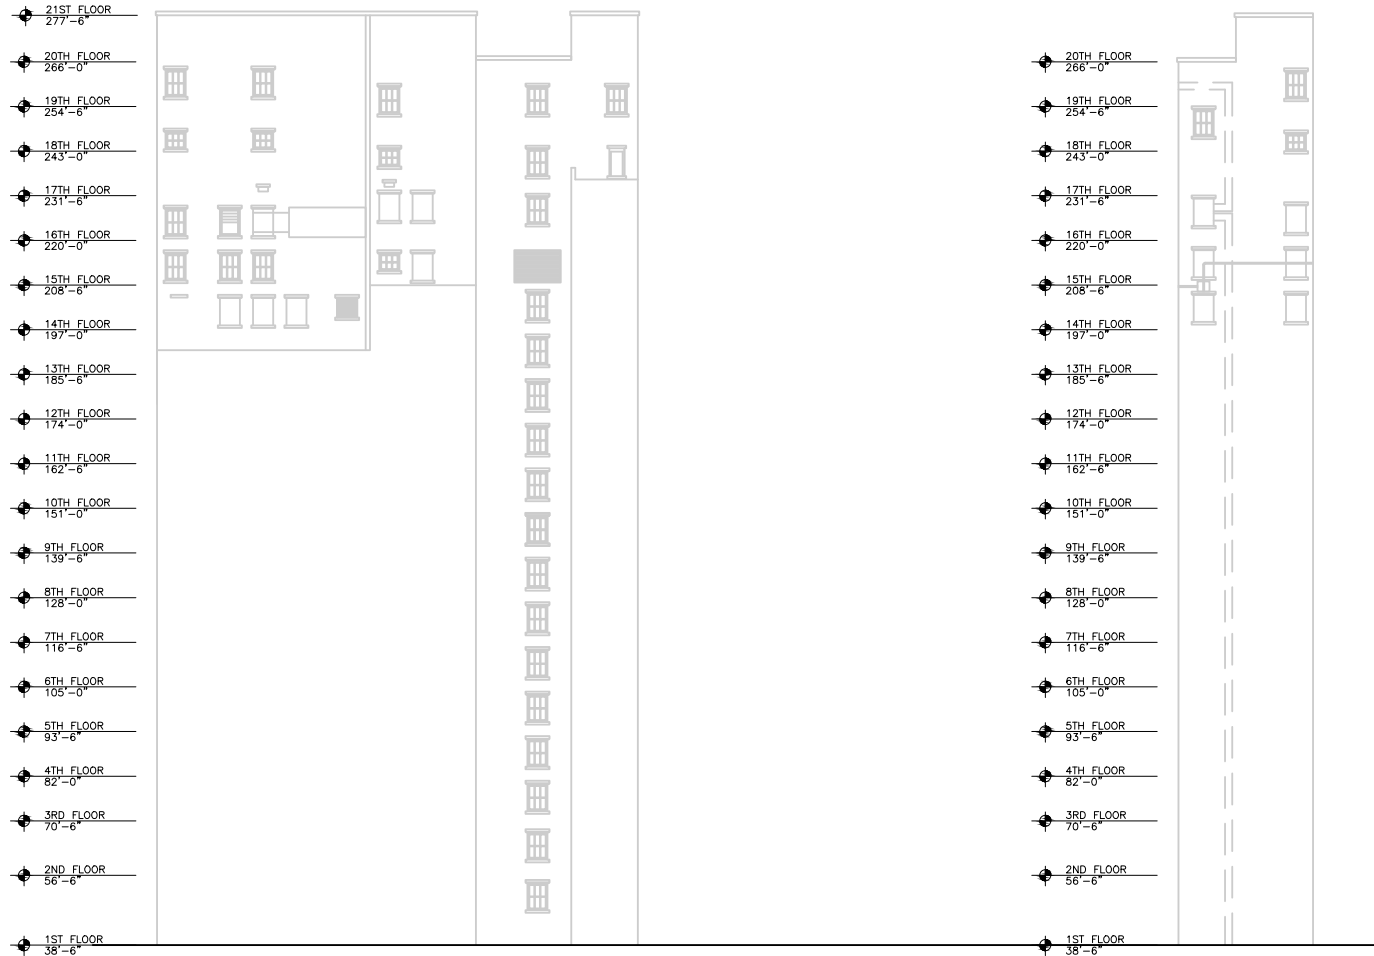 21ST FLOOR
277'-6"
20TH FLOOR
266'-0"
19TH FLOOR
254'-6"
18TH FLOOR
243'-0"
17TH FLOOR
231'-6"
16TH FLOOR
220'-0"
15TH FLOOR
208'-6"
14TH FLOOR
197'-0"
13TH FLOOR
185'-6"
12TH FLOOR
174'-0"
11TH FLOOR
162'-6"
10TH FLOOR
151'-0"
9TH FLOOR
139'-6"
8TH FLOOR
128'-0"
7TH FLOOR
116'-6"
6TH FLOOR
105'-0"
5TH FLOOR
93'-6"
4TH FLOOR
82'-0"
3RD FLOOR
70'-6"
2ND FLOOR
56'-6"
1ST FLOOR
38'-6"
20TH FLOOR
266'-0"
19TH FLOOR
254'-6"
18TH FLOOR
243'-0"
17TH FLOOR
231'-6"
16TH FLOOR
220'-0"
15TH FLOOR
208'-6"
14TH FLOOR
197'-0"
13TH FLOOR
185'-6"
12TH FLOOR
174'-0"
11TH FLOOR
162'-6"
10TH FLOOR
151'-0"
9TH FLOOR
139'-6"
8TH FLOOR
128'-0"
7TH FLOOR
116'-6"
6TH FLOOR
105'-0"
5TH FLOOR
93'-6"
4TH FLOOR
82'-0"
3RD FLOOR
70'-6"
2ND FLOOR
56'-6"
1ST FLOOR
38'-6"